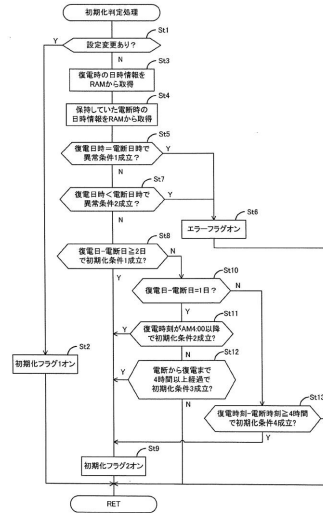 初期化判定処理
St1
Y
設定変更あり？
N
St3
復電時の日時情報を
RAMから取得
St4
保持していた電断時の
日時情報をRAMから取得
St5
復電日時＝電断日時で
異常条件1成立？
Y
N
St7
復電日時＜電断日時で
異常条件2成立？
Y
N
St6
エラーフラグオン
St8
復電日-電断日≧2日
で初期化条件1成立？
N
Y
St10
復電日-電断日=1日？
N
Y
St11
復電時刻がAM4:00以降
で初期化条件2成立？
Y
N
St12
電断から復電まで
4時間以上経過で
初期化条件3成立？
Y
N
St2
初期化フラグ1オン
St13
復電時刻-電断時刻≧4時間
で初期化条件4成立？
Y
N
St9
初期化フラグ2オン
RET